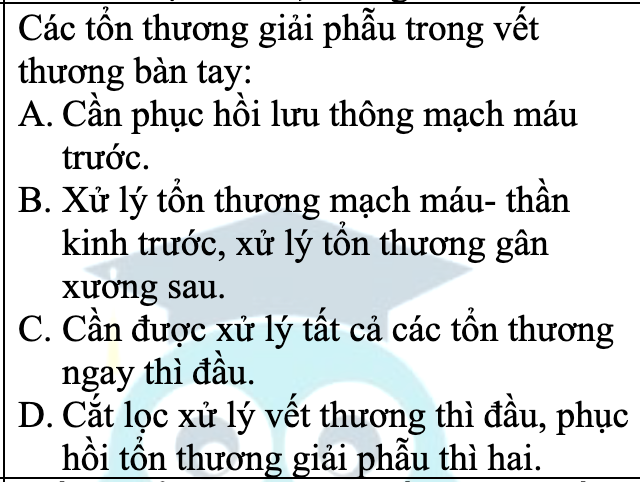 Các tổn thương giải phẫu trong vết
thương bàn tay:
A. Cần phục hồi lưu thông mạch máu
trước.
B. Xử lý tổn thương mạch máu- thần
kinh trước, xử lý tổn thương gân
xương sau.
C. Cần được xử lý tất cả các tổn thương
ngay thì đầu.
D. Cắt lọc xử lý vết thương thì đầu, phục
hồi tổn thương giải phẫu thì hai.